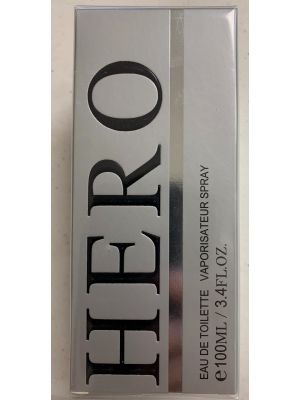 HERO
EAU DE TOILETTE VAPORISATEUR SPRAY
℮100ML / 3.4FL.OZ.